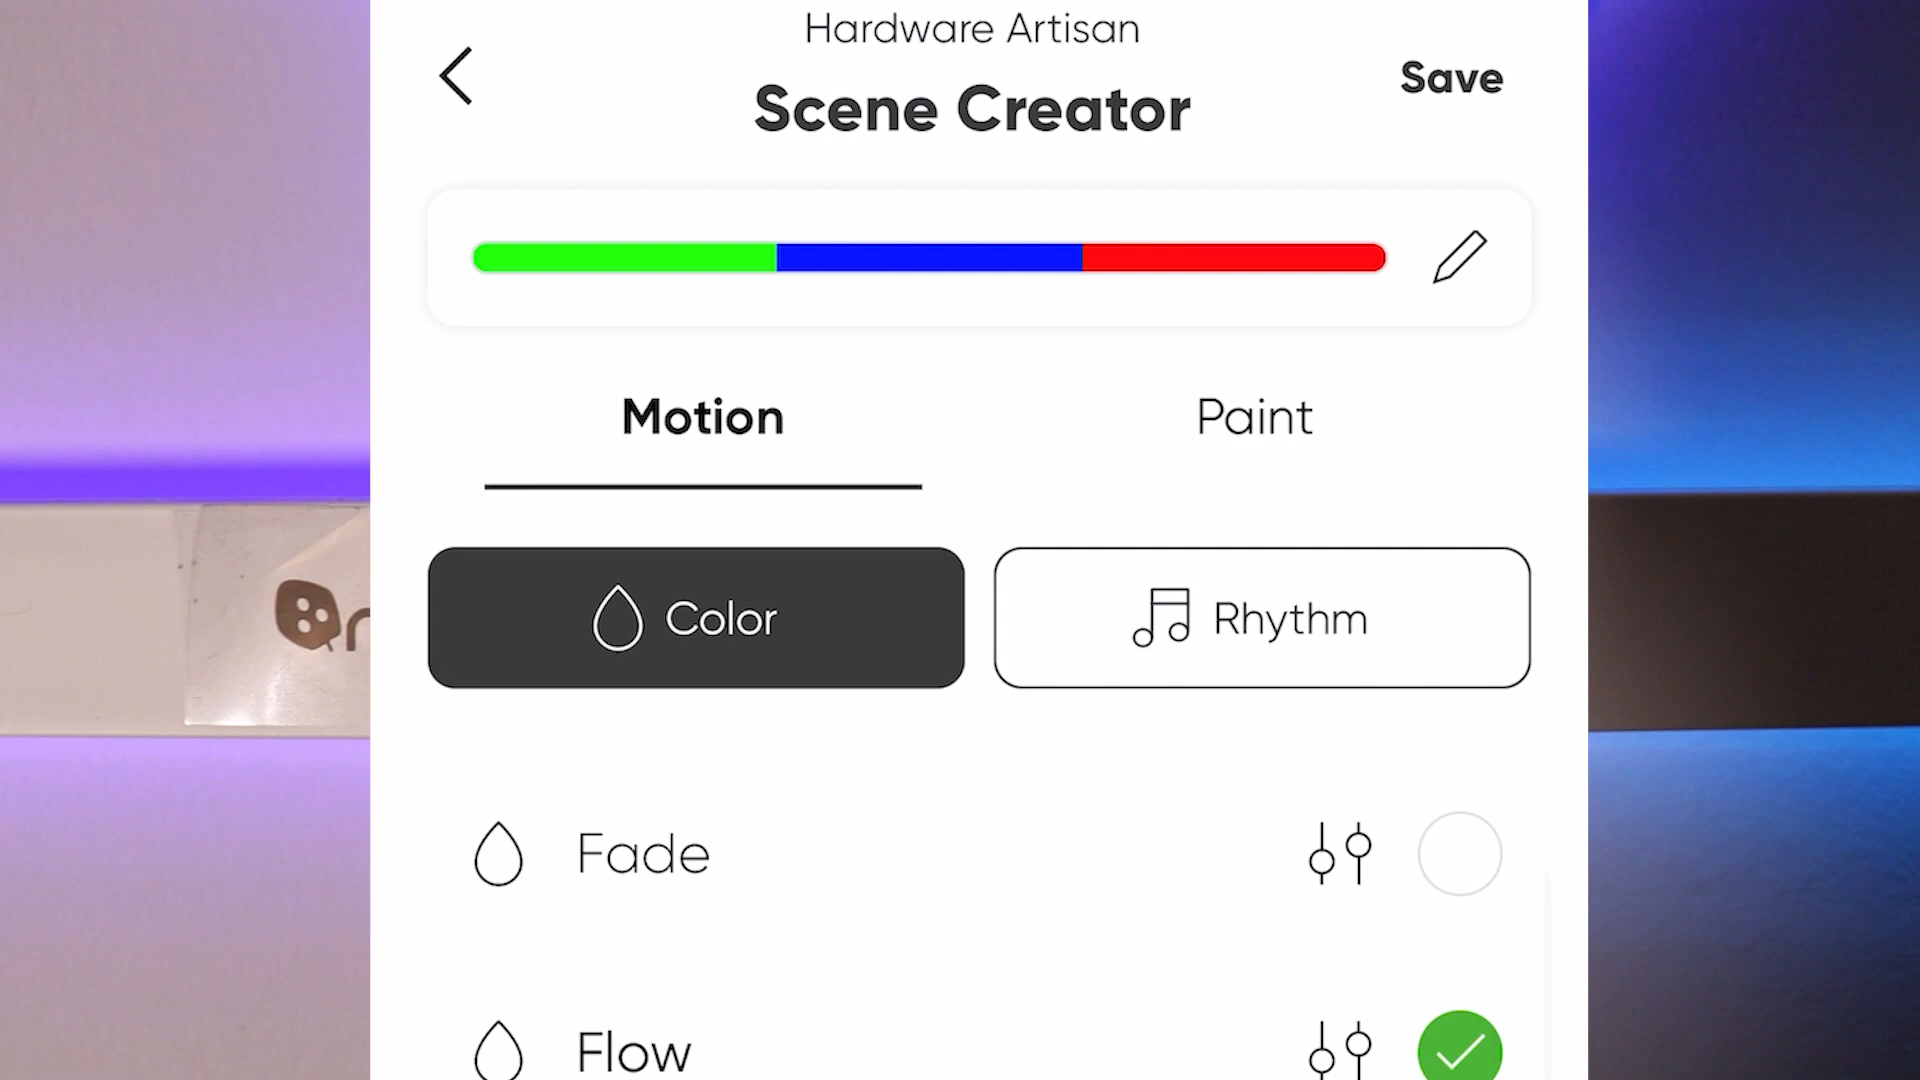 Hardware Artisan
Scene Creator
Save
Motion
Paint
Color
Rhythm
Fade
Flow